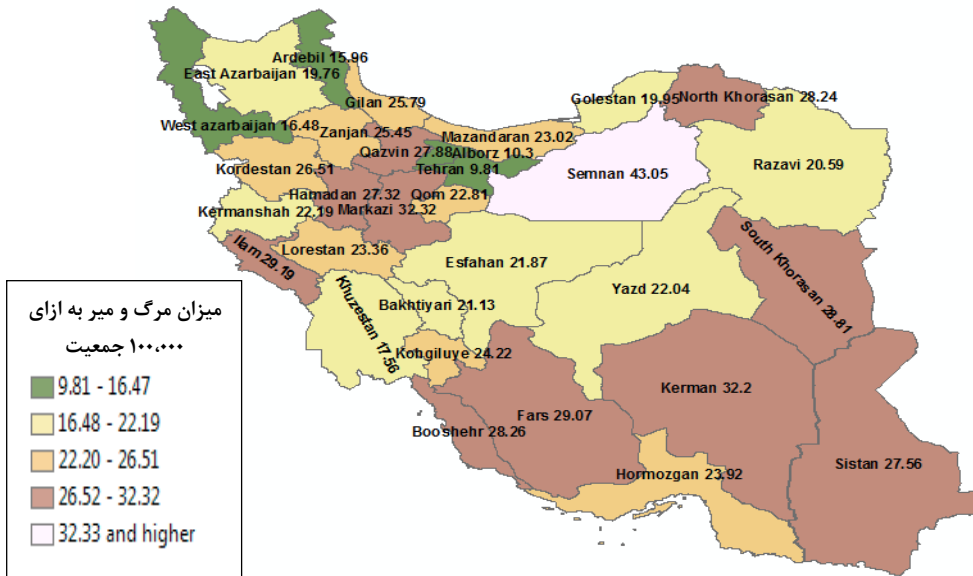 Ardebil 15.96
East Azarbaijan 19.76
Gilan 25.79
Golestan 19.95
North Khorasan 28.24
West azarbaijan 16.48
Zanjan 25.45
Mazandaran 23.02
Qazvin 27.88
Alborz 10.3
Kordestan 26.51
Tehran 9.81
Semnan 43.05
Razavi 20.59
Hamadan 27.32
Qom 22.81
Kermanshah 22.19
Markazi 32.32
Ilam 29.19
Lorestan 23.36
Esfahan 21.87
South Khorasan 28.81
Khuzestan 17.56
Bakhtiyari 21.13
Yazd 22.04
Kohgiluye 24.22
Kerman 32.2
Fars 29.07
Booshehr 28.26
Sistan 27.56
Hormozgan 23.92
میزان مرگ و میر به ازای
۱۰۰،۰۰۰ جمعیت
9.81 - 16.47
16.48 - 22.19
22.20 - 26.51
26.52 - 32.32
32.33 and higher